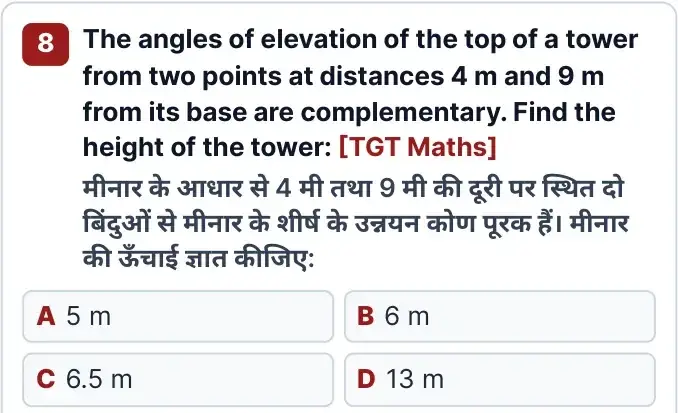 8 The angles of elevation of the top of a tower
from two points at distances 4 m and 9 m
from its base are complementary. Find the
height of the tower: [TGT Maths]
मीनार के आधार से 4 मी तथा 9 मी की दूरी पर स्थित दो
बिंदुओं से मीनार के शीर्ष के उन्नयन कोण पूरक हैं। मीनार
की ऊँचाई ज्ञात कीजिए:
A 5 m
B 6 m
C 6.5 m
D 13 m